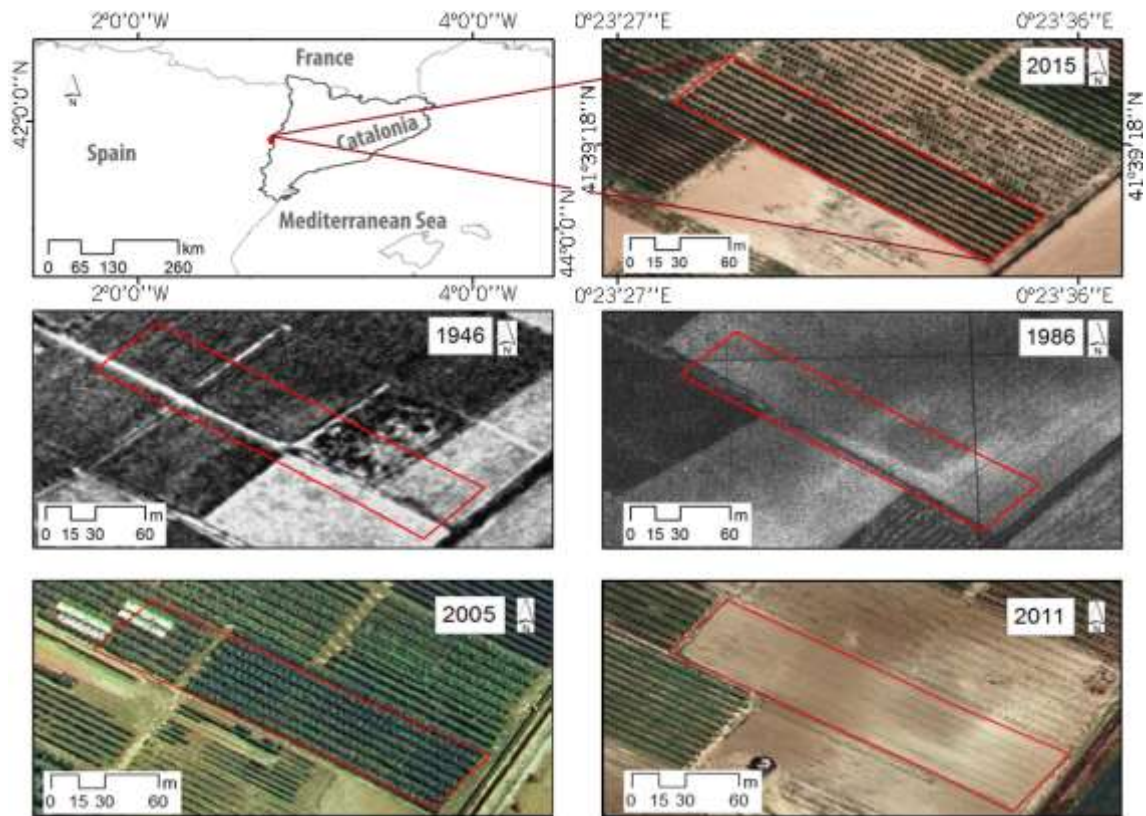 2°0'0''W 4°0'0''W 0°23'27''E 0°23'36''E
France
2015
42°0'0''N
Catalonia
Spain
41°39'18''N 41°39'18''N
Mediterranean Sea
N
km
0 65 130 260
44°0'0''N
m
0 15 30 60
2°0'0''W 4°0'0''W 0°23'27''E 0°23'36''E
1946 N
1986 N
m
0 15 30 60
m
0 15 30 60
2005 N
2011 N
m
0 15 30 60
m
0 15 30 60